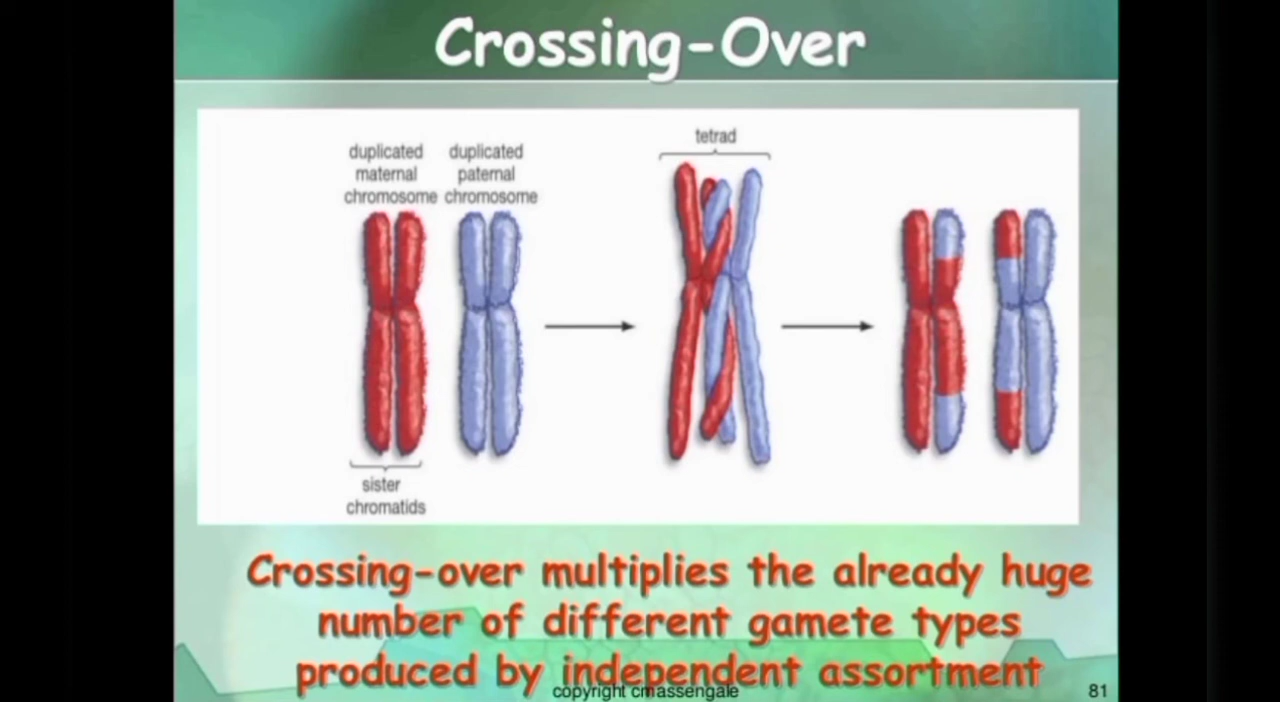 Crossing-Over
tetrad
duplicated duplicated
maternal paternal
chromosome chromosome
sister
chromatids
Crossing-over multiplies the already huge
number of different gamete types
produced by independent assortment
copyright cmassengale
81